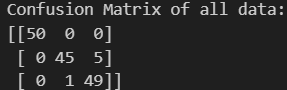 Confusion Matrix of all data:
[[50  0  0]
 [ 0 45  5]
 [ 0  1 49]]